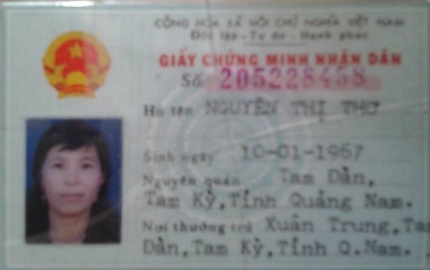 CỘNG HÒA XÃ HỘI CHỦ NGHĨA VIỆT NAM
Độc lập - Tự do - Hạnh phúc
GIẤY CHỨNG MINH NHÂN DÂN
Số 205228458
Họ tên NGUYỄN THỊ THƠ
Sinh ngày 10-01-1967
Nguyên quán Tam Dân,
Tam Kỳ,Tỉnh Quảng Nam.
Nơi thường trú Xuân Trung,Ta
Dân,Tam Kỳ,Tỉnh Q.Nam.